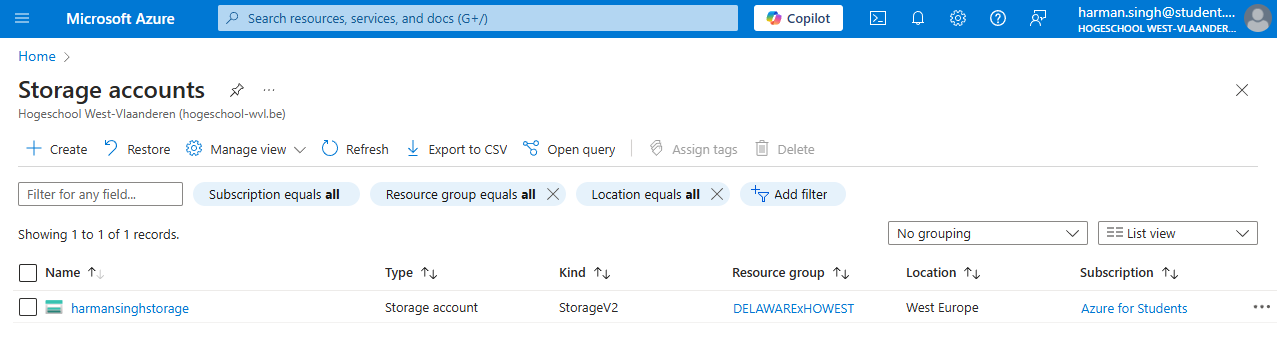 Microsoft Azure
Search resources, services, and docs (G+/)
Copilot
harman.singh@student....
HOGESCHOOL WEST-VLAANDER...
Home
Storage accounts
Hogeschool West-Vlaanderen (hogeschool-wvl.be)
Create Restore Manage view Refresh Export to CSV Open query Assign tags Delete
Filter for any field... Subscription equals all Resource group equals all Location equals all Add filter
Showing 1 to 1 of 1 records. No grouping List view
Name Type Kind Resource group Location Subscription
harmansinghstorage Storage account StorageV2 DELAWARExHOWEST West Europe Azure for Students